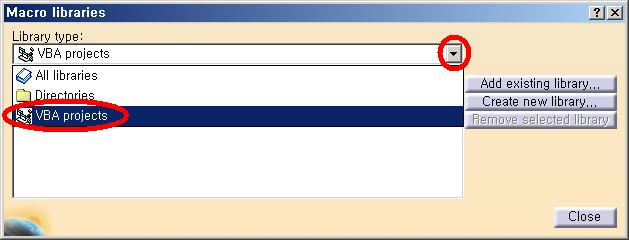 Macro libraries
Library type:
VBA projects
All libraries
Directories
VBA projects
Add existing library...
Create new library...
Remove selected library
Close